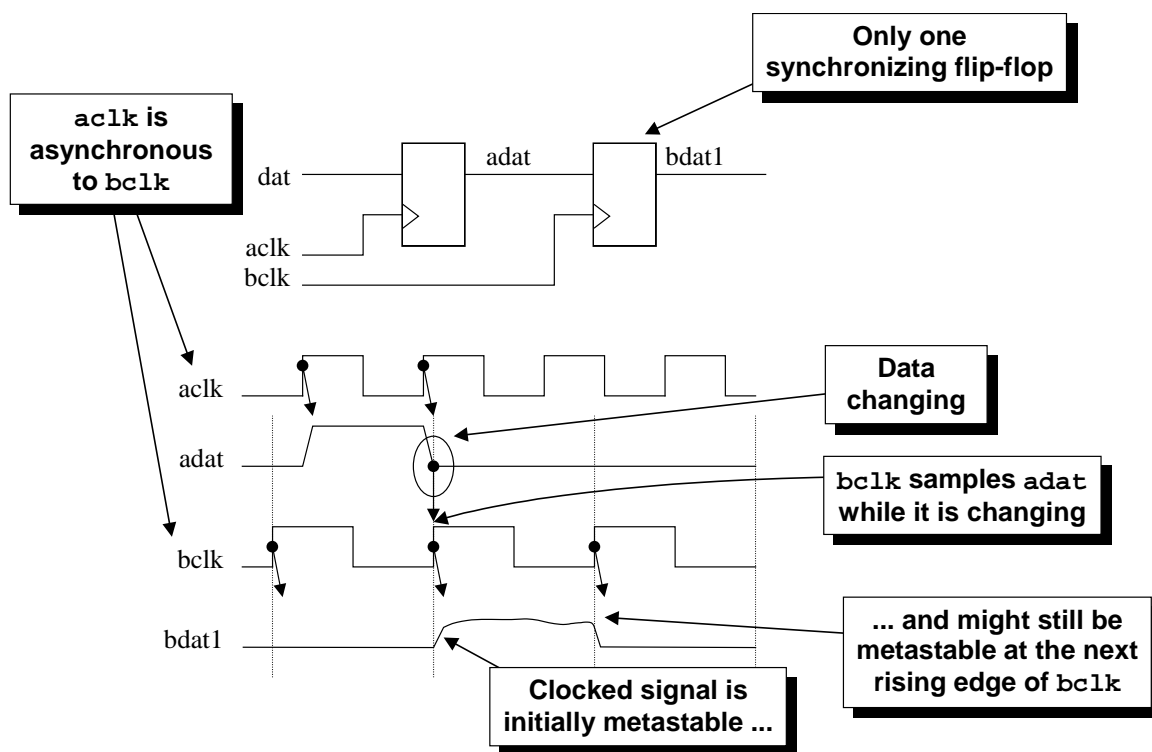 Only one
synchronizing flip-flop
aclk is
asynchronous
to bclk
dat
adat
bdat1
aclk
bclk
aclk
Data
changing
adat
bclk samples adat
while it is changing
bclk
... and might still be
metastable at the next
rising edge of bclk
bdat1
Clocked signal is
initially metastable ...